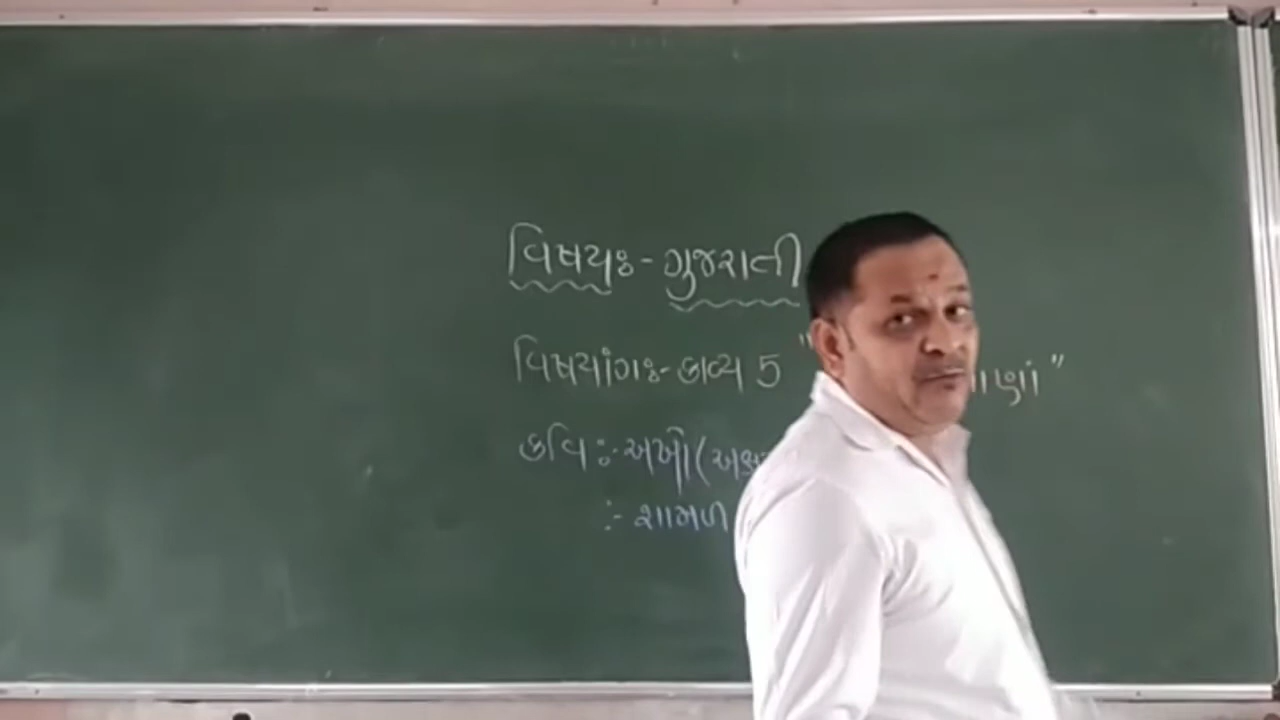 વિષયઃ- ગુજરાતી
વિષયાંગઃ- કાવ્ય 5 "
કવિ :- અખો (
:- શામળ